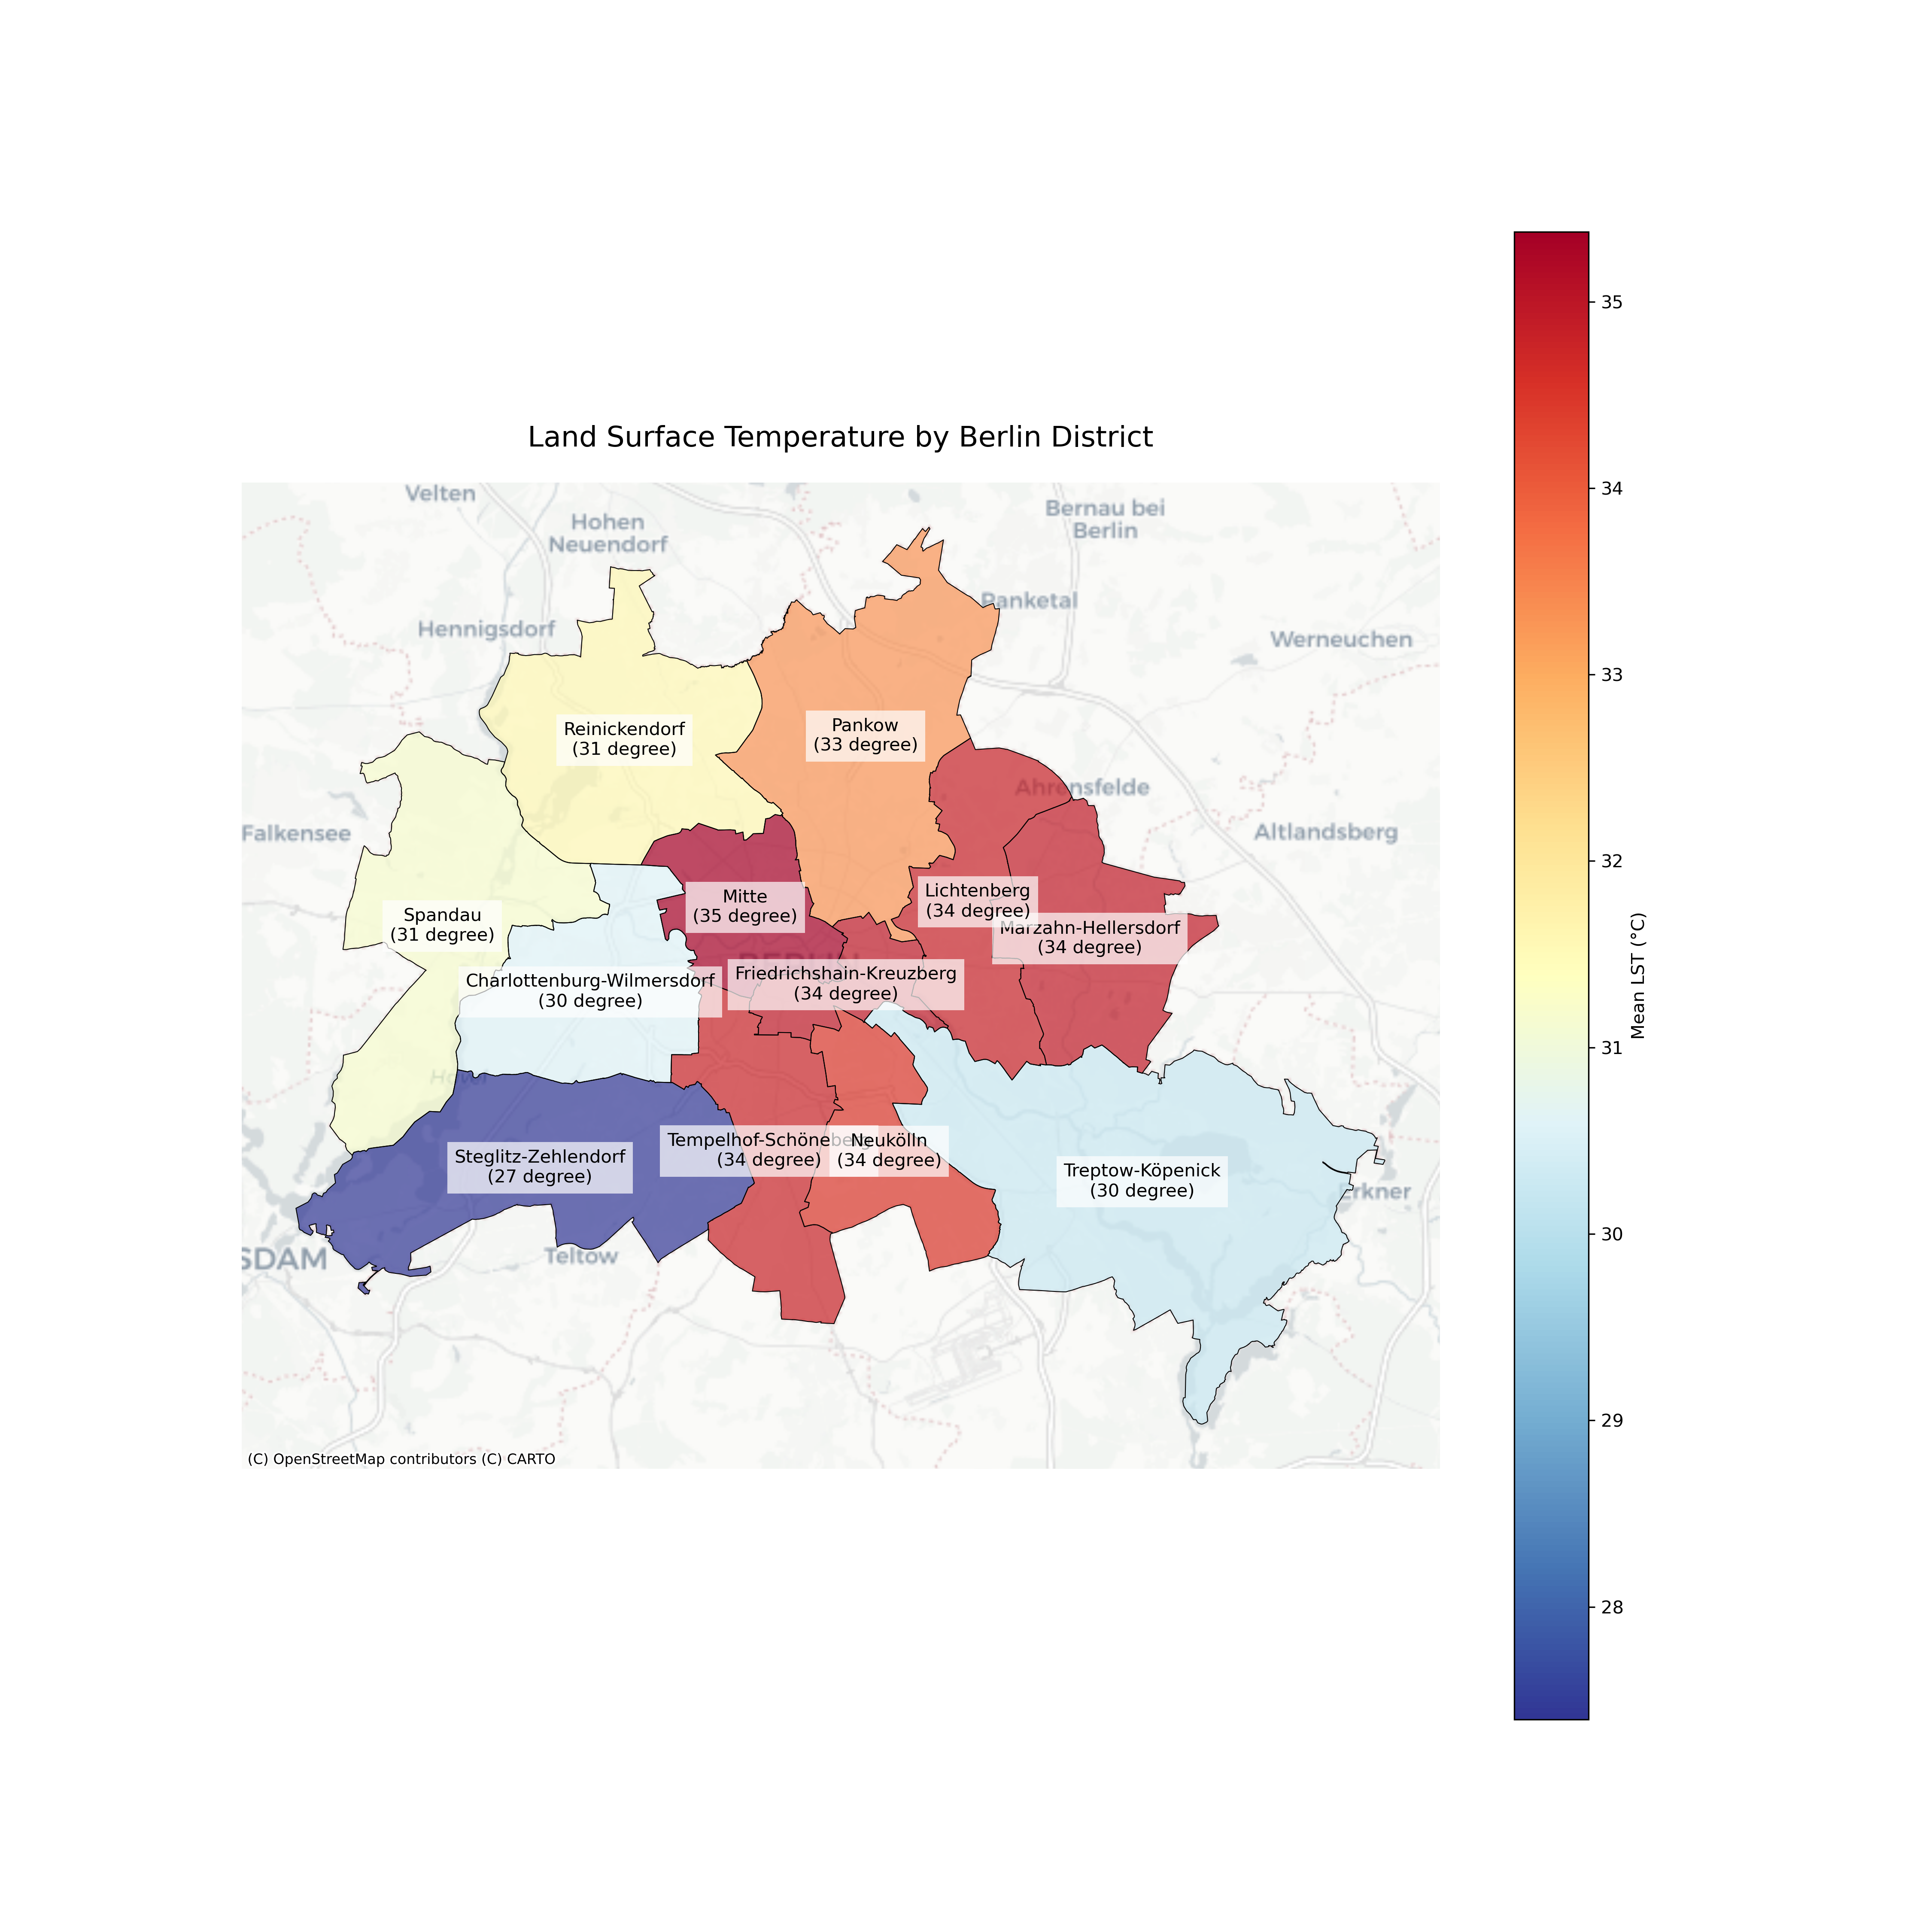 Land Surface Temperature by Berlin District
Velten
Hohen
Neuendorf
Bernau bei
Berlin
Panketal
Hennigsdorf
Werneuchen
Reinickendorf
(31 degree)
Pankow
(33 degree)
Ahrensfelde
Falkensee
Altlandsberg
Mitte
(35 degree)
Lichtenberg
(34 degree)
Spandau
(31 degree)
Marzahn-Hellersdorf
(34 degree)
BERLIN
Charlottenburg-Wilmersdorf
(30 degree)
Friedrichshain-Kreuzberg
(34 degree)
Havel
Steglitz-Zehlendorf
(27 degree)
Tempelhof-Schöneberg
(34 degree)
Neukölln
(34 degree)
Treptow-Köpenick
(30 degree)
Erkner
SDAM
Teltow
(C) OpenStreetMap contributors (C) CARTO
35
34
33
32
31
30
29
28
Mean LST (°C)